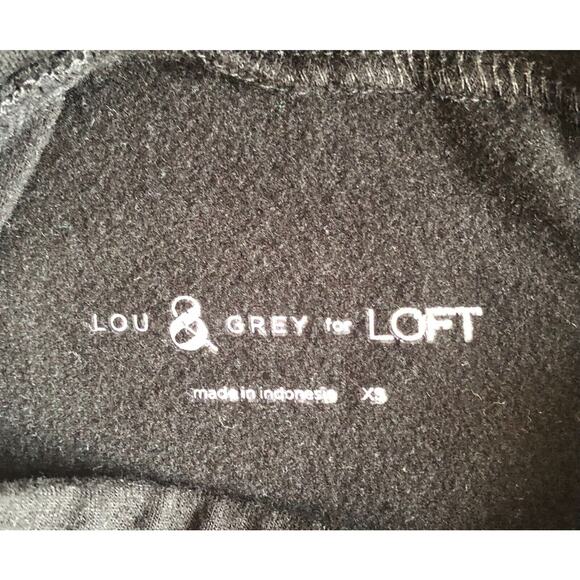 LOU & GREY for LOFT
made in indonesia XS